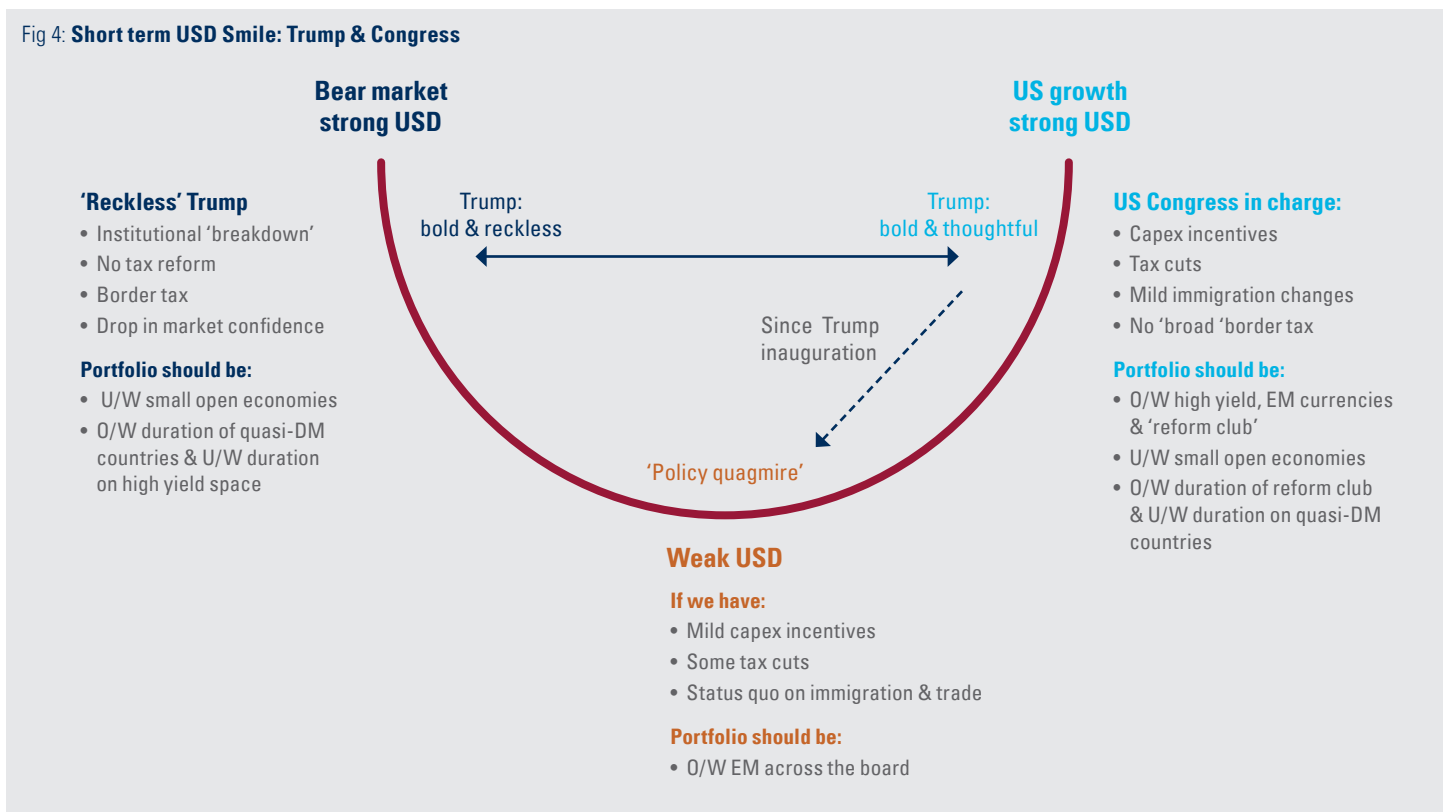 Fig 4: Short term USD Smile: Trump & Congress
Bear market
strong USD
US growth
strong USD
'Reckless' Trump
• Institutional 'breakdown'
• No tax reform
• Border tax
• Drop in market confidence
Portfolio should be:
• U/W small open economies
• O/W duration of quasi-DM
countries & U/W duration
on high yield space
Trump:
bold & reckless
Trump:
bold & thoughtful
Since Trump
inauguration
'Policy quagmire'
US Congress in charge:
• Capex incentives
• Tax cuts
• Mild immigration changes
• No 'broad 'border tax
Portfolio should be:
• O/W high yield, EM currencies
& 'reform club'
• U/W small open economies
• O/W duration of reform club
& U/W duration on quasi-DM
countries
Weak USD
If we have:
• Mild capex incentives
• Some tax cuts
• Status quo on immigration & trade
Portfolio should be:
• O/W EM across the board